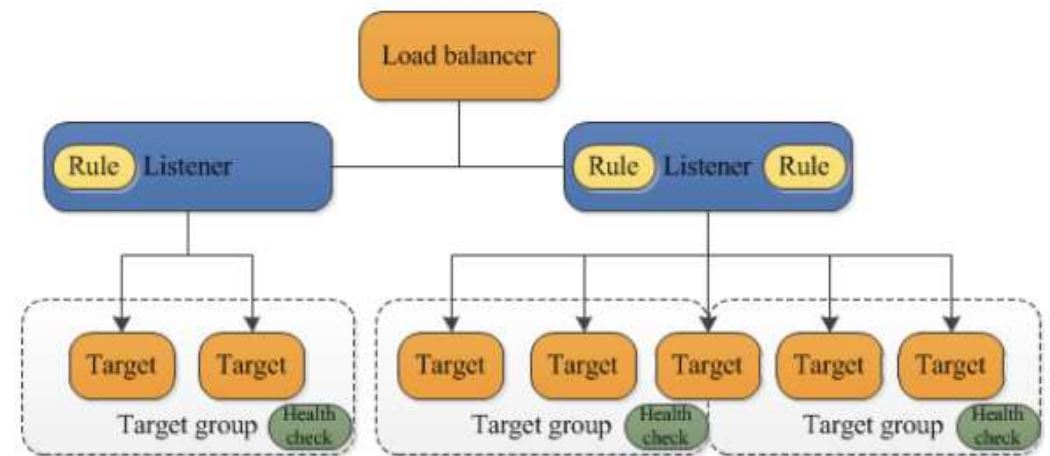 Load balancer
Rule Listener
Rule Listener Rule
Target Target
Target Target Target Target Target
Target group Health check
Target group Health check
Target group Health check